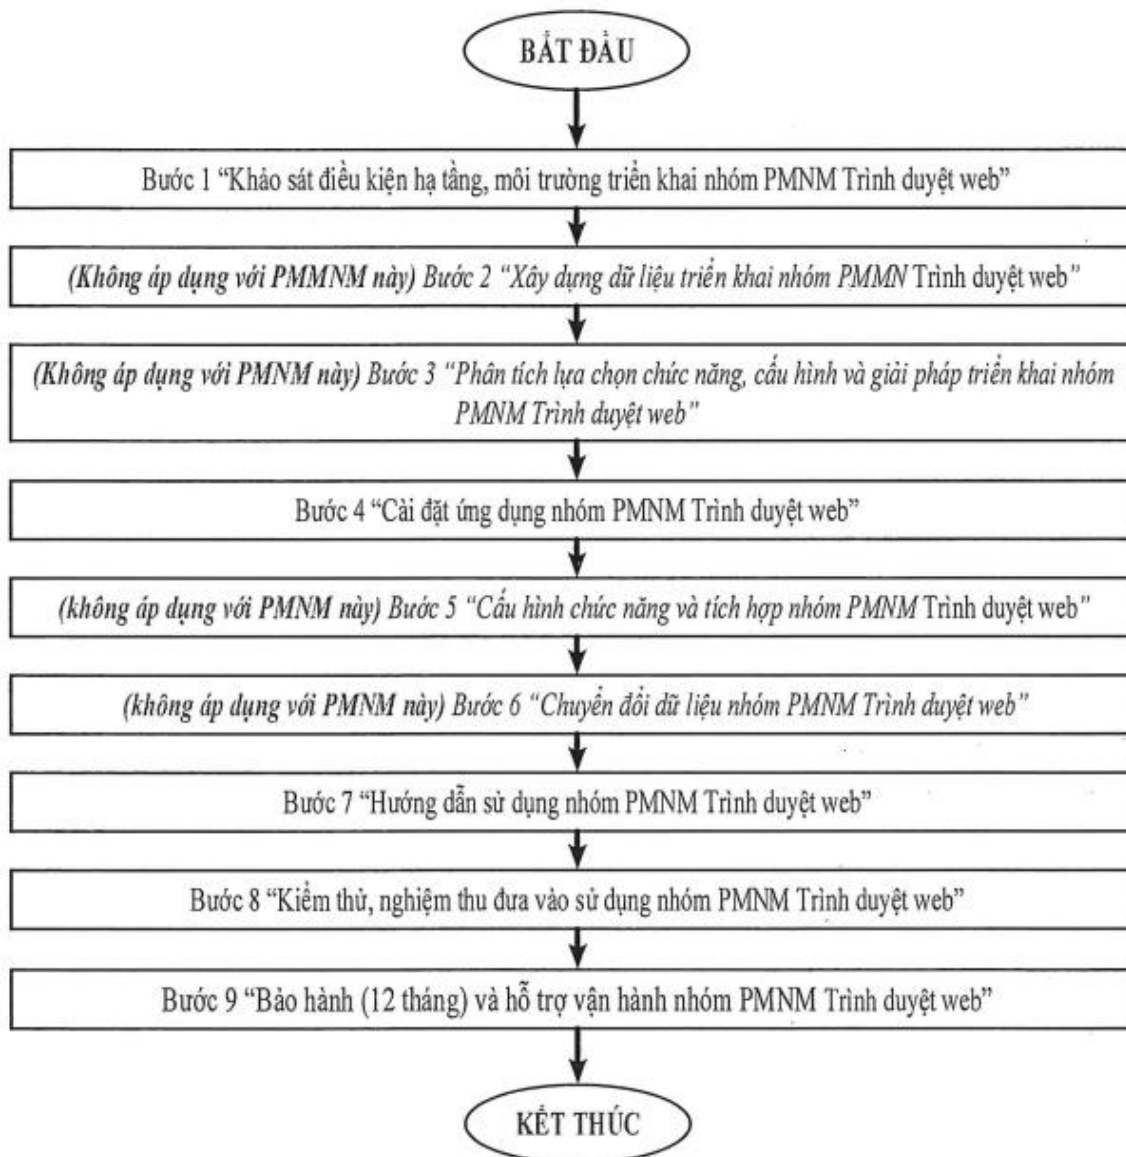 BẮT ĐẦU
Bước 1 “Khảo sát điều kiện hạ tầng, môi trường triển khai nhóm PMNM Trình duyệt web”
(Không áp dụng với PMMNM này) Bước 2 “Xây dựng dữ liệu triển khai nhóm PMMN Trình duyệt web”
(Không áp dụng với PMNM này) Bước 3 “Phân tích lựa chọn chức năng, cấu hình và giải pháp triển khai nhóm
PMNM Trình duyệt web”
Bước 4 “Cài đặt ứng dụng nhóm PMNM Trình duyệt web”
(không áp dụng với PMNM này) Bước 5 “Cấu hình chức năng và tích hợp nhóm PMNM Trình duyệt web”
(không áp dụng với PMNM này) Bước 6 “Chuyển đổi dữ liệu nhóm PMNM Trình duyệt web”
Bước 7 “Hướng dẫn sử dụng nhóm PMNM Trình duyệt web”
Bước 8 “Kiểm thử, nghiệm thu đưa vào sử dụng nhóm PMNM Trình duyệt web”
Bước 9 “Bảo hành (12 tháng) và hỗ trợ vận hành nhóm PMNM Trình duyệt web”
KẾT THÚC